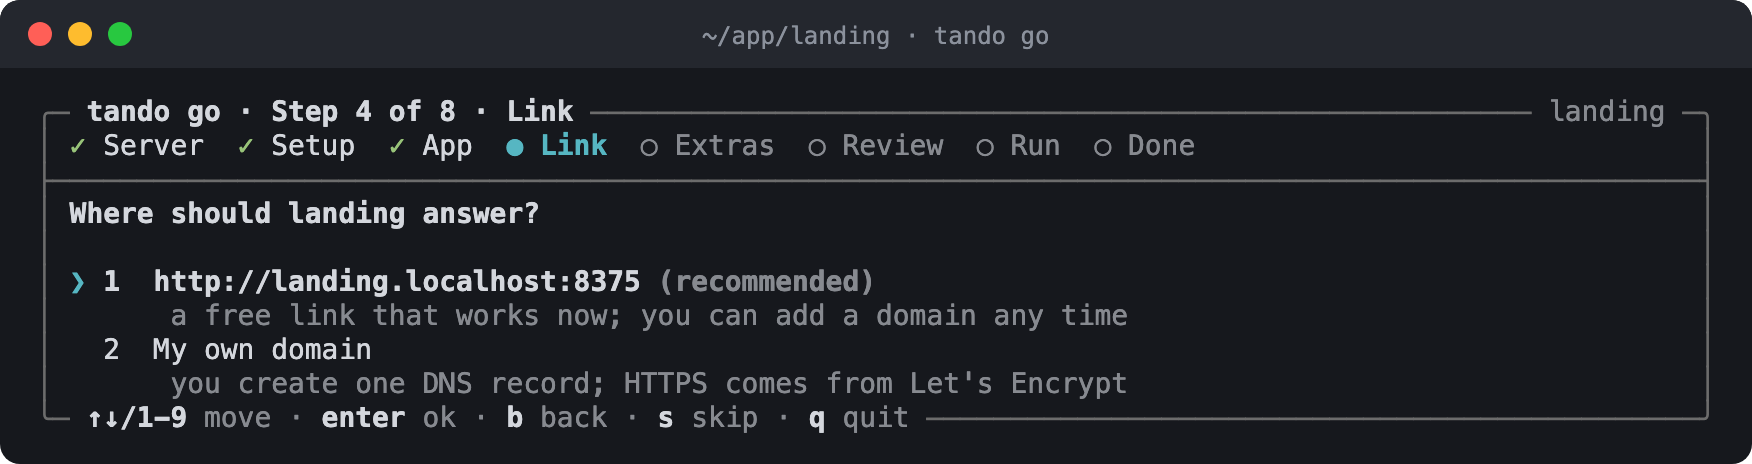 ~/app/landing · tando go
tando go · Step 4 of 8 · Link landing
✓ Server ✓ Setup ✓ App ● Link ○ Extras ○ Review ○ Run ○ Done
Where should landing answer?
❯ 1 http://landing.localhost:8375 (recommended)
a free link that works now; you can add a domain any time
2 My own domain
you create one DNS record; HTTPS comes from Let's Encrypt
↑↓/1–9 move · enter ok · b back · s skip · q quit